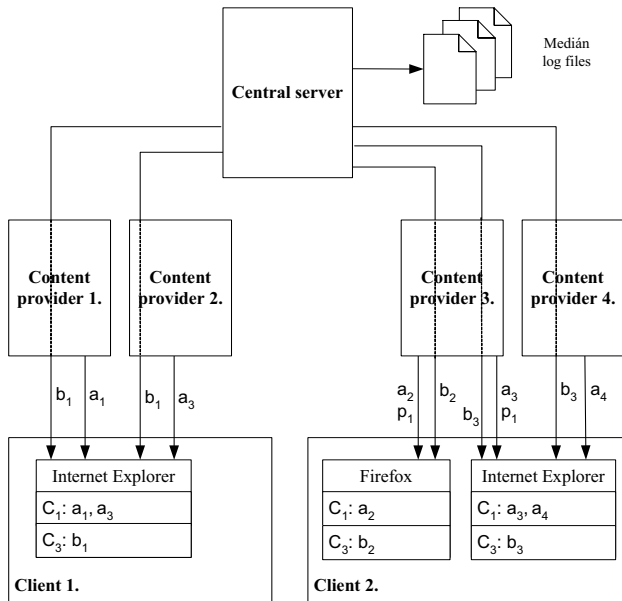 Medián
log files
Central server
Content
provider 1.
Content
provider 2.
Content
provider 3.
Content
provider 4.
b₁ a₁ b₁ a₃
a₂
p₁
b₂
b₃
a₃
p₁
b₃ a₄
Internet Explorer
C₁: a₁, a₃
C₃: b₁
Client 1.
Firefox
C₁: a₂
C₃: b₂
Internet Explorer
C₁: a₃, a₄
C₃: b₃
Client 2.